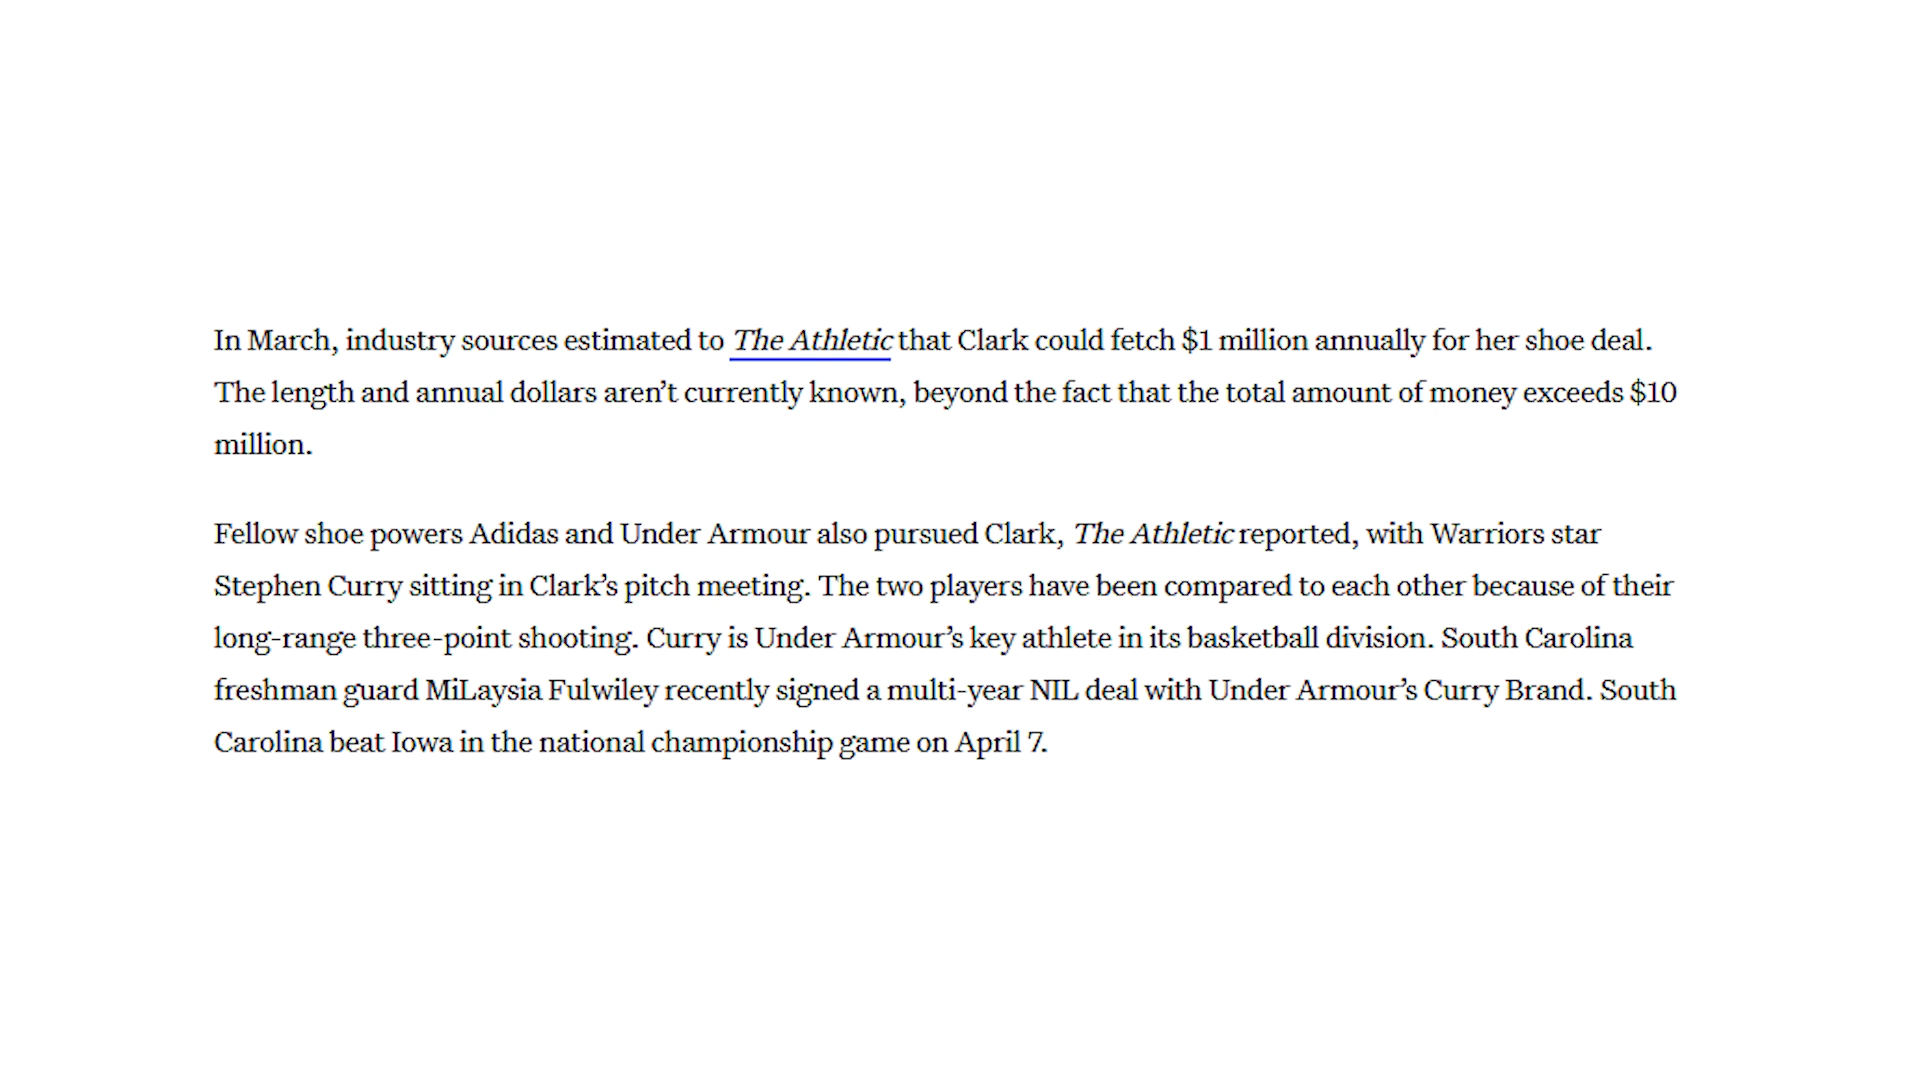 In March, industry sources estimated to The Athletic that Clark could fetch $1 million annually for her shoe deal.
The length and annual dollars aren’t currently known, beyond the fact that the total amount of money exceeds $10
million.
Fellow shoe powers Adidas and Under Armour also pursued Clark, The Athletic reported, with Warriors star
Stephen Curry sitting in Clark’s pitch meeting. The two players have been compared to each other because of their
long-range three-point shooting. Curry is Under Armour’s key athlete in its basketball division. South Carolina
freshman guard MiLaysia Fulwiley recently signed a multi-year NIL deal with Under Armour’s Curry Brand. South
Carolina beat Iowa in the national championship game on April 7.